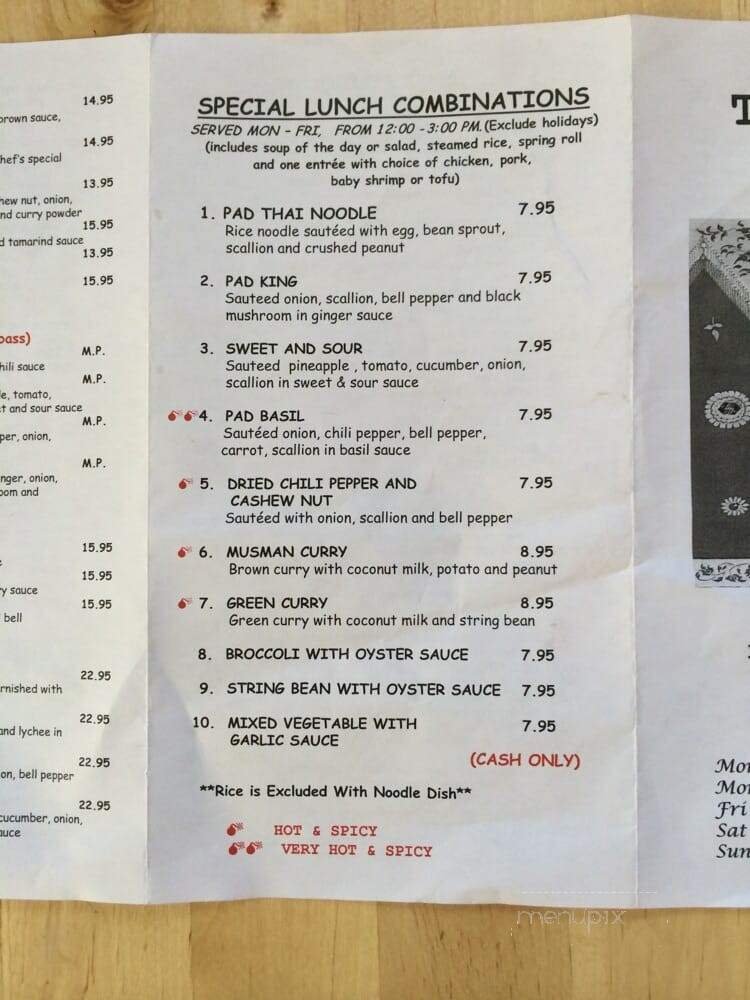 14.95
brown sauce,
14.95
hef's special
13.95
hew nut, onion,
nd curry powder
15.95
d tamarind sauce
13.95
15.95
bass)
M.P.
hili sauce
M.P.
le, tomato,
et and sour sauce
M.P.
per, onion,
M.P.
nger, onion,
oom and
15.95
15.95
ry sauce
15.95
bell
22.95
rnished with
22.95
and lychee in
22.95
on, bell pepper
22.95
cucumber, onion,
auce
SPECIAL LUNCH COMBINATIONS
SERVED MON - FRI, FROM 12:00 - 3:00 PM. (Exclude holidays)
(includes soup of the day or salad, steamed rice, spring roll
and one entrée with choice of chicken, pork,
baby shrimp or tofu)
1. PAD THAI NOODLE 7.95
Rice noodle sautéed with egg, bean sprout,
scallion and crushed peanut
2. PAD KING 7.95
Sauteed onion, scallion, bell pepper and black
mushroom in ginger sauce
3. SWEET AND SOUR 7.95
Sauteed pineapple , tomato, cucumber, onion,
scallion in sweet & sour sauce
4. PAD BASIL 7.95
Sautéed onion, chili pepper, bell pepper,
carrot, scallion in basil sauce
5. DRIED CHILI PEPPER AND 7.95
CASHEW NUT
Sautéed with onion, scallion and bell pepper
6. MUSMAN CURRY 8.95
Brown curry with coconut milk, potato and peanut
7. GREEN CURRY 8.95
Green curry with coconut milk and string bean
8. BROCCOLI WITH OYSTER SAUCE 7.95
9. STRING BEAN WITH OYSTER SAUCE 7.95
10. MIXED VEGETABLE WITH 7.95
GARLIC SAUCE
(CASH ONLY)
**Rice is Excluded With Noodle Dish**
HOT & SPICY
VERY HOT & SPICY
T
Mon
Mon
Fri
Sat
Sun
menupix